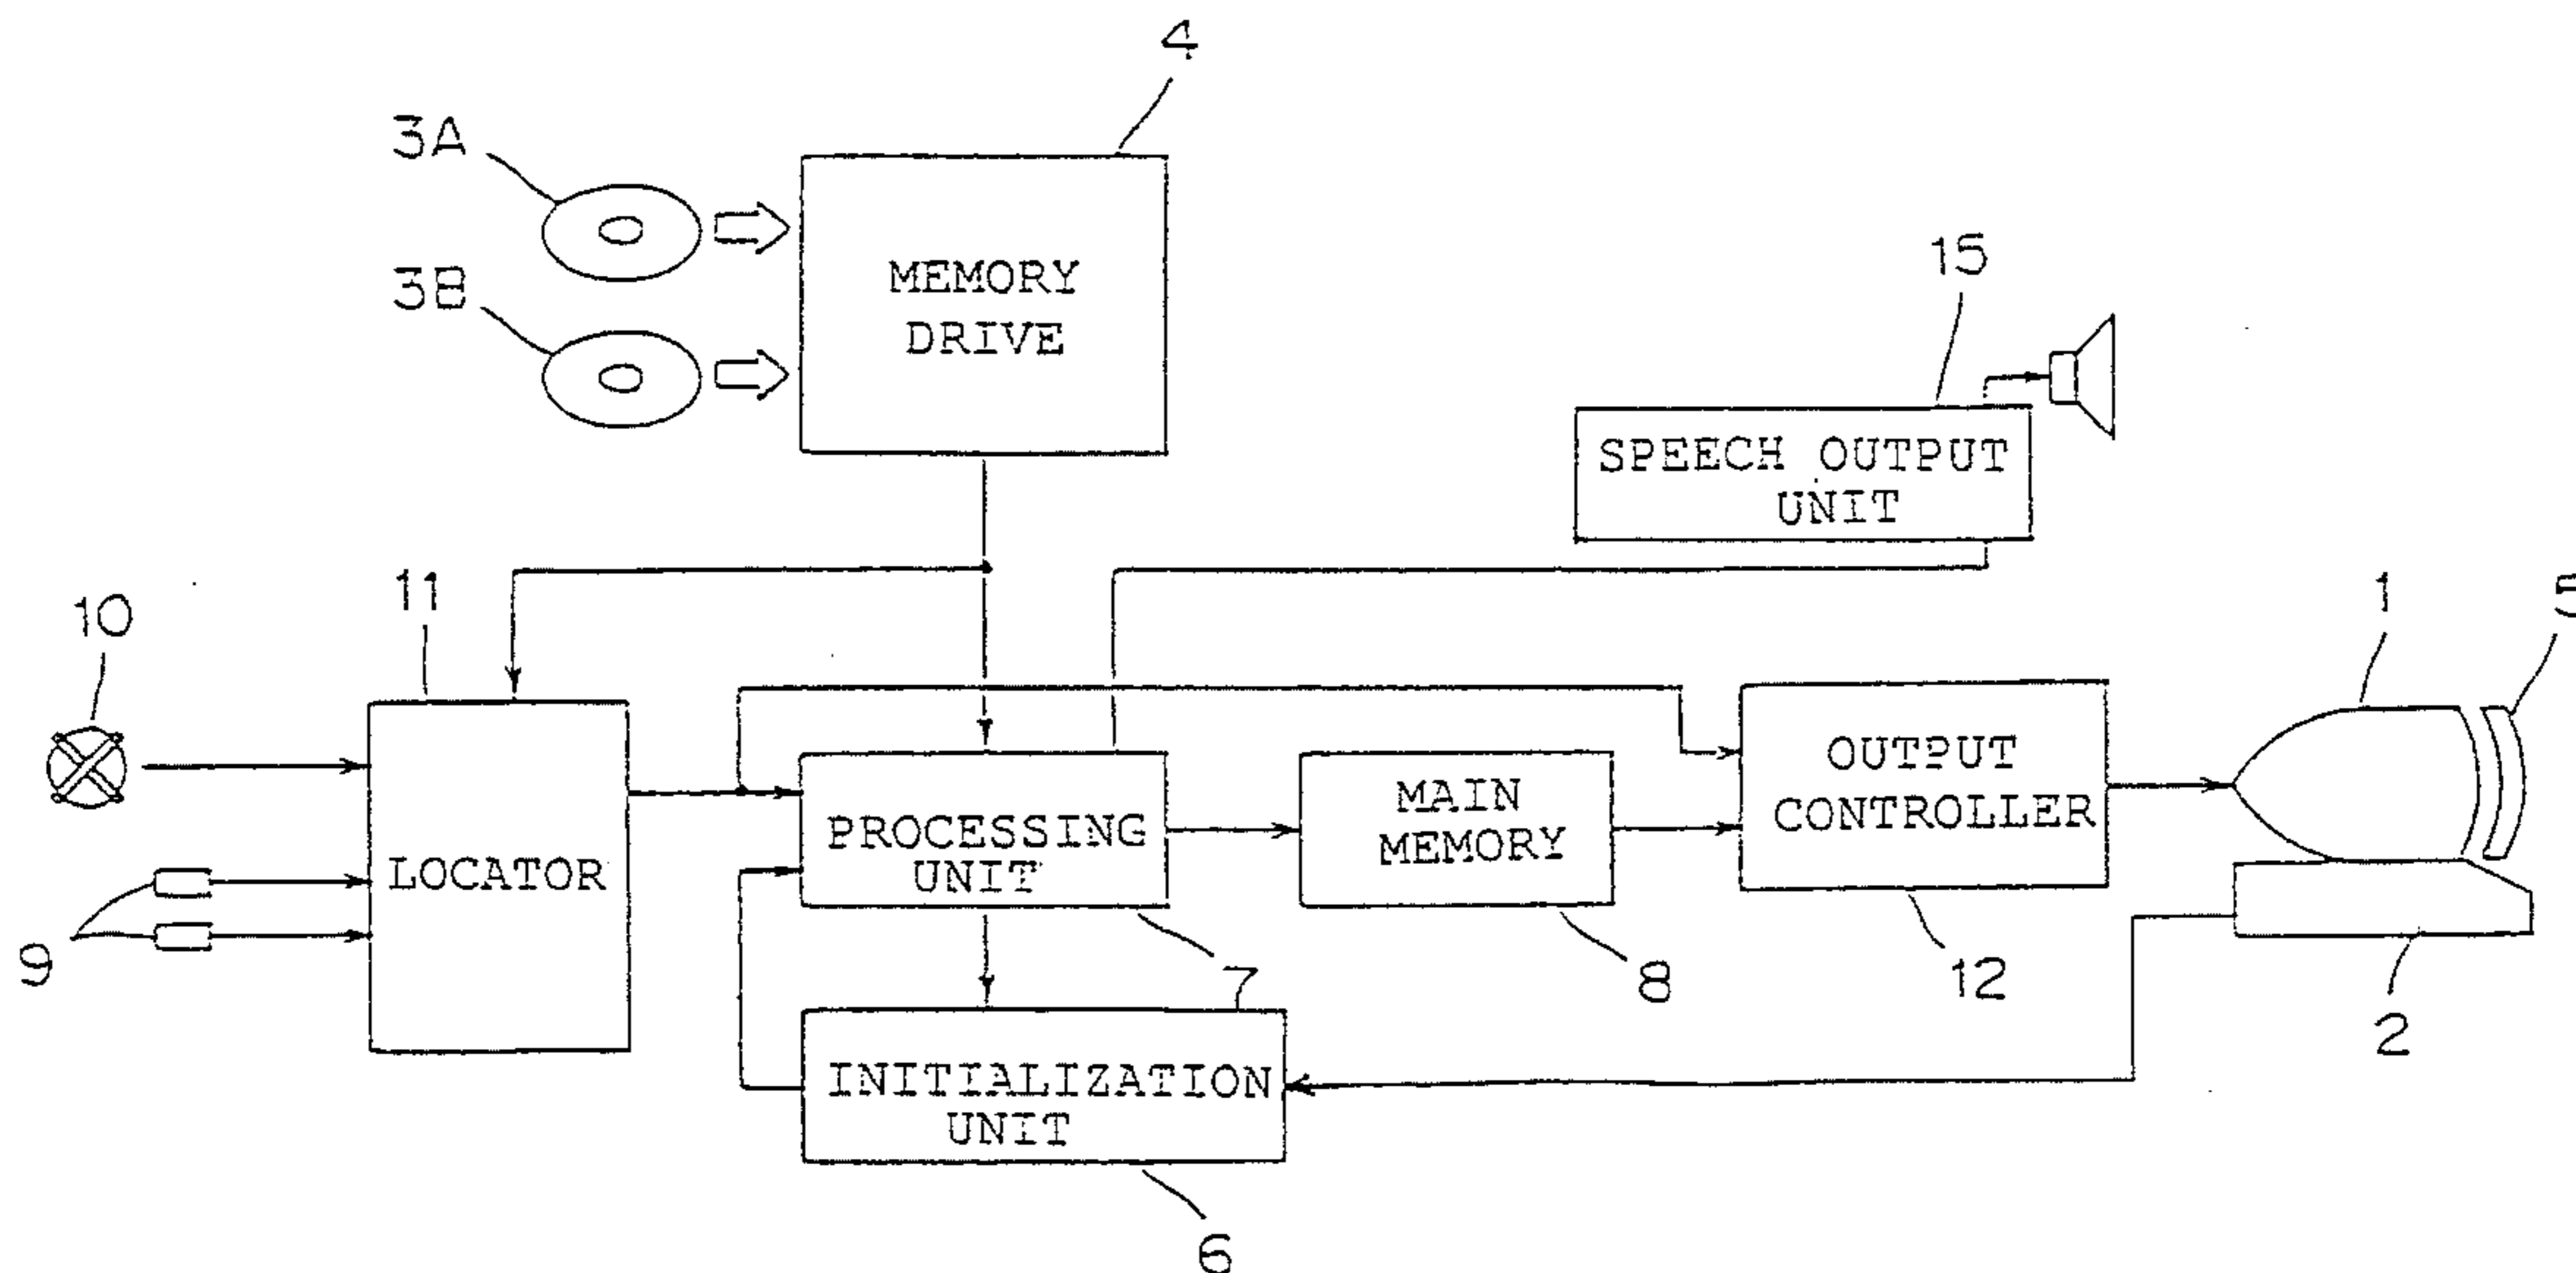 4
3A
3B
MEMORY
DRIVE
15
SPEECH OUTPUT
UNIT
10
11
1
5
LOCATOR
PROCESSING
UNIT
MAIN
MEMORY
OUTPUT
CONTROLLER
9
7
8
12
2
INITIALIZATION
UNIT
6